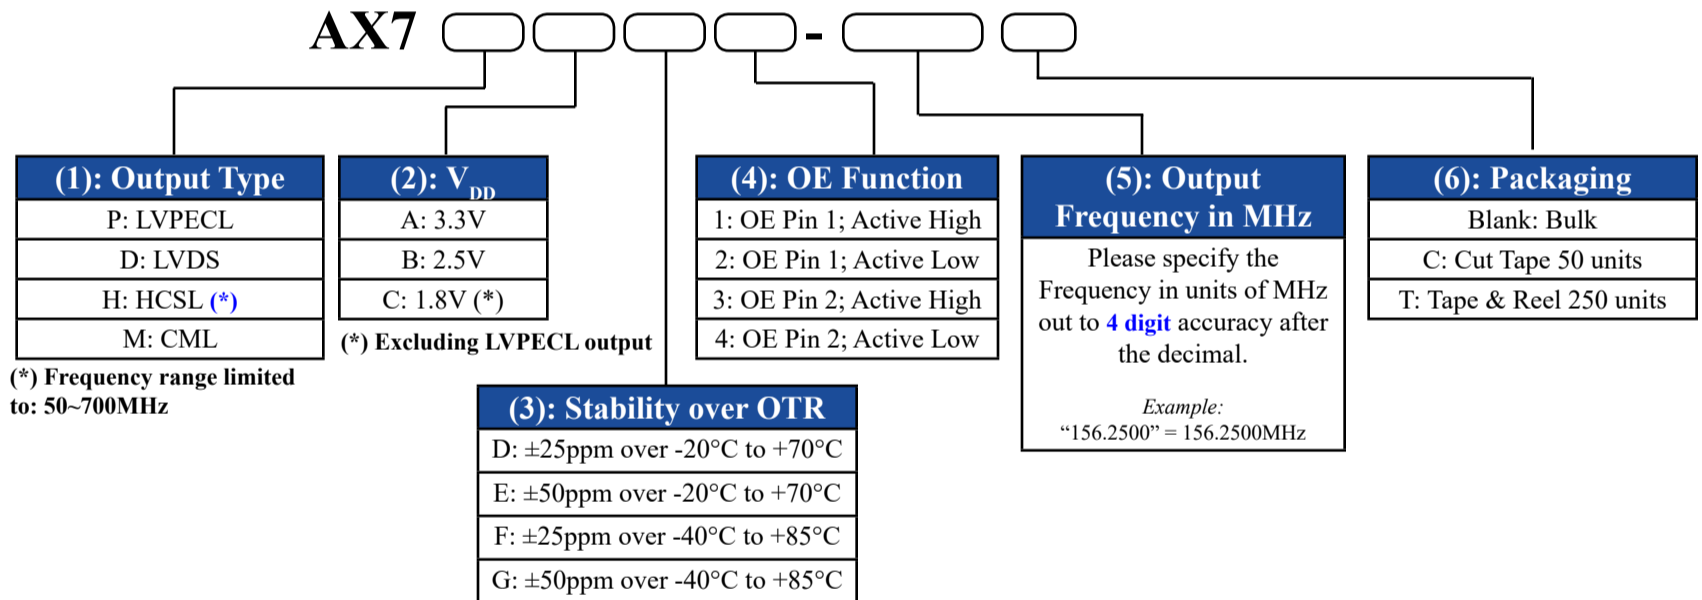 AX7 -
(1): Output Type
P: LVPECL
D: LVDS
H: HCSL (*)
M: CML
(*) Frequency range limited
to: 50~700MHz
(2): VDD
A: 3.3V
B: 2.5V
C: 1.8V (*)
(*) Excluding LVPECL output
(3): Stability over OTR
D: ±25ppm over -20°C to +70°C
E: ±50ppm over -20°C to +70°C
F: ±25ppm over -40°C to +85°C
G: ±50ppm over -40°C to +85°C
(4): OE Function
1: OE Pin 1; Active High
2: OE Pin 1; Active Low
3: OE Pin 2; Active High
4: OE Pin 2; Active Low
(5): Output
Frequency in MHz
Please specify the
Frequency in units of MHz
out to 4 digit accuracy after
the decimal.
Example:
“156.2500” = 156.2500MHz
(6): Packaging
Blank: Bulk
C: Cut Tape 50 units
T: Tape & Reel 250 units